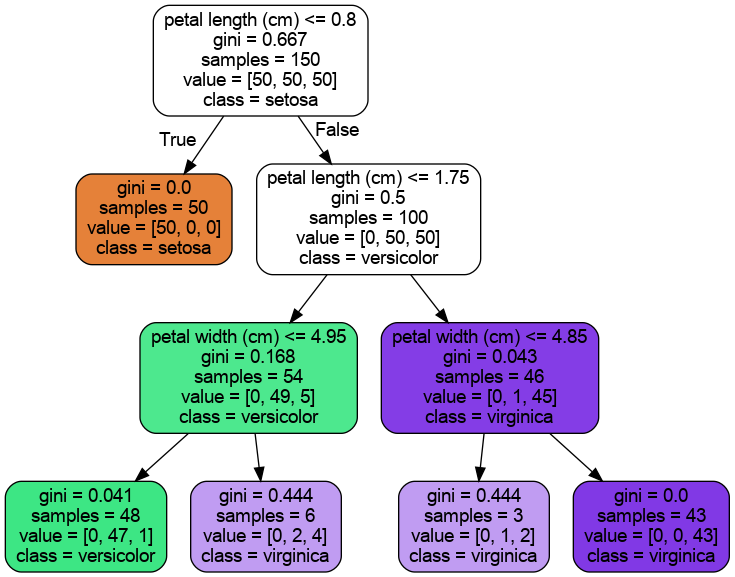 petal length (cm) <= 0.8
gini = 0.667
samples = 150
value = [50, 50, 50]
class = setosa
True
False
gini = 0.0
samples = 50
value = [50, 0, 0]
class = setosa
petal length (cm) <= 1.75
gini = 0.5
samples = 100
value = [0, 50, 50]
class = versicolor
petal width (cm) <= 4.95
gini = 0.168
samples = 54
value = [0, 49, 5]
class = versicolor
petal width (cm) <= 4.85
gini = 0.043
samples = 46
value = [0, 1, 45]
class = virginica
gini = 0.041
samples = 48
value = [0, 47, 1]
class = versicolor
gini = 0.444
samples = 6
value = [0, 2, 4]
class = virginica
gini = 0.444
samples = 3
value = [0, 1, 2]
class = virginica
gini = 0.0
samples = 43
value = [0, 0, 43]
class = virginica